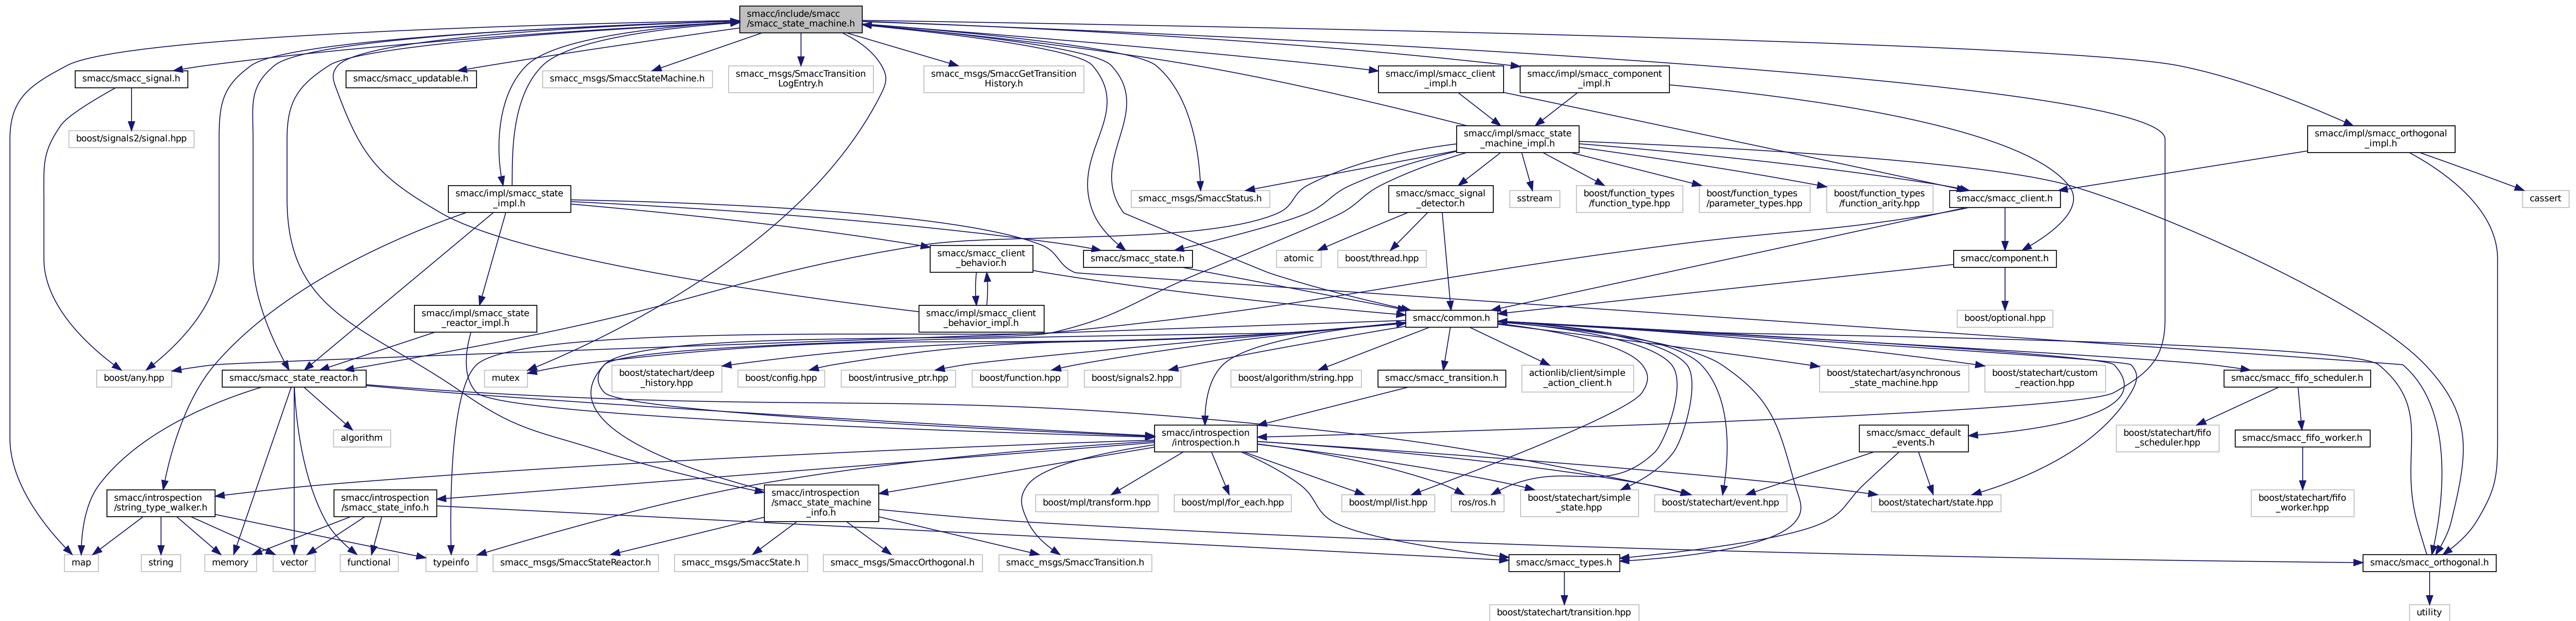 smacc/include/smacc
/smacc_state_machine.h
smacc/smacc_signal.h
smacc/smacc_updatable.h
smacc_msgs/SmaccStateMachine.h
smacc_msgs/SmaccTransition
LogEntry.h
smacc_msgs/SmaccGetTransition
History.h
smacc/impl/smacc_client
_impl.h
smacc/impl/smacc_component
_impl.h
boost/signals2/signal.hpp
smacc/impl/smacc_state
_machine_impl.h
smacc/impl/smacc_orthogonal
_impl.h
smacc/impl/smacc_state
_impl.h
smacc_msgs/SmaccStatus.h
smacc/smacc_signal
_detector.h
sstream
boost/function_types
/function_type.hpp
boost/function_types
/parameter_types.hpp
boost/function_types
/function_arity.hpp
smacc/smacc_client.h
cassert
smacc/smacc_client
_behavior.h
smacc/smacc_state.h
atomic
boost/thread.hpp
smacc/component.h
smacc/impl/smacc_state
_reactor_impl.h
smacc/impl/smacc_client
_behavior_impl.h
smacc/common.h
boost/optional.hpp
boost/any.hpp
smacc/smacc_state_reactor.h
mutex
boost/statechart/deep
_history.hpp
boost/config.hpp
boost/intrusive_ptr.hpp
boost/function.hpp
boost/signals2.hpp
boost/algorithm/string.hpp
smacc/smacc_transition.h
actionlib/client/simple
_action_client.h
boost/statechart/asynchronous
_state_machine.hpp
boost/statechart/custom
_reaction.hpp
smacc/smacc_fifo_scheduler.h
algorithm
smacc/introspection
/introspection.h
smacc/smacc_default
_events.h
boost/statechart/fifo
_scheduler.hpp
smacc/smacc_fifo_worker.h
smacc/introspection
/string_type_walker.h
smacc/introspection
/smacc_state_info.h
smacc/introspection
/smacc_state_machine
_info.h
boost/mpl/transform.hpp
boost/mpl/for_each.hpp
boost/mpl/list.hpp
ros/ros.h
boost/statechart/simple
_state.hpp
boost/statechart/event.hpp
boost/statechart/state.hpp
boost/statechart/fifo
_worker.hpp
map
string
memory
vector
functional
typeinfo
smacc_msgs/SmaccStateReactor.h
smacc_msgs/SmaccState.h
smacc_msgs/SmaccOrthogonal.h
smacc_msgs/SmaccTransition.h
smacc/smacc_types.h
smacc/smacc_orthogonal.h
boost/statechart/transition.hpp
utility